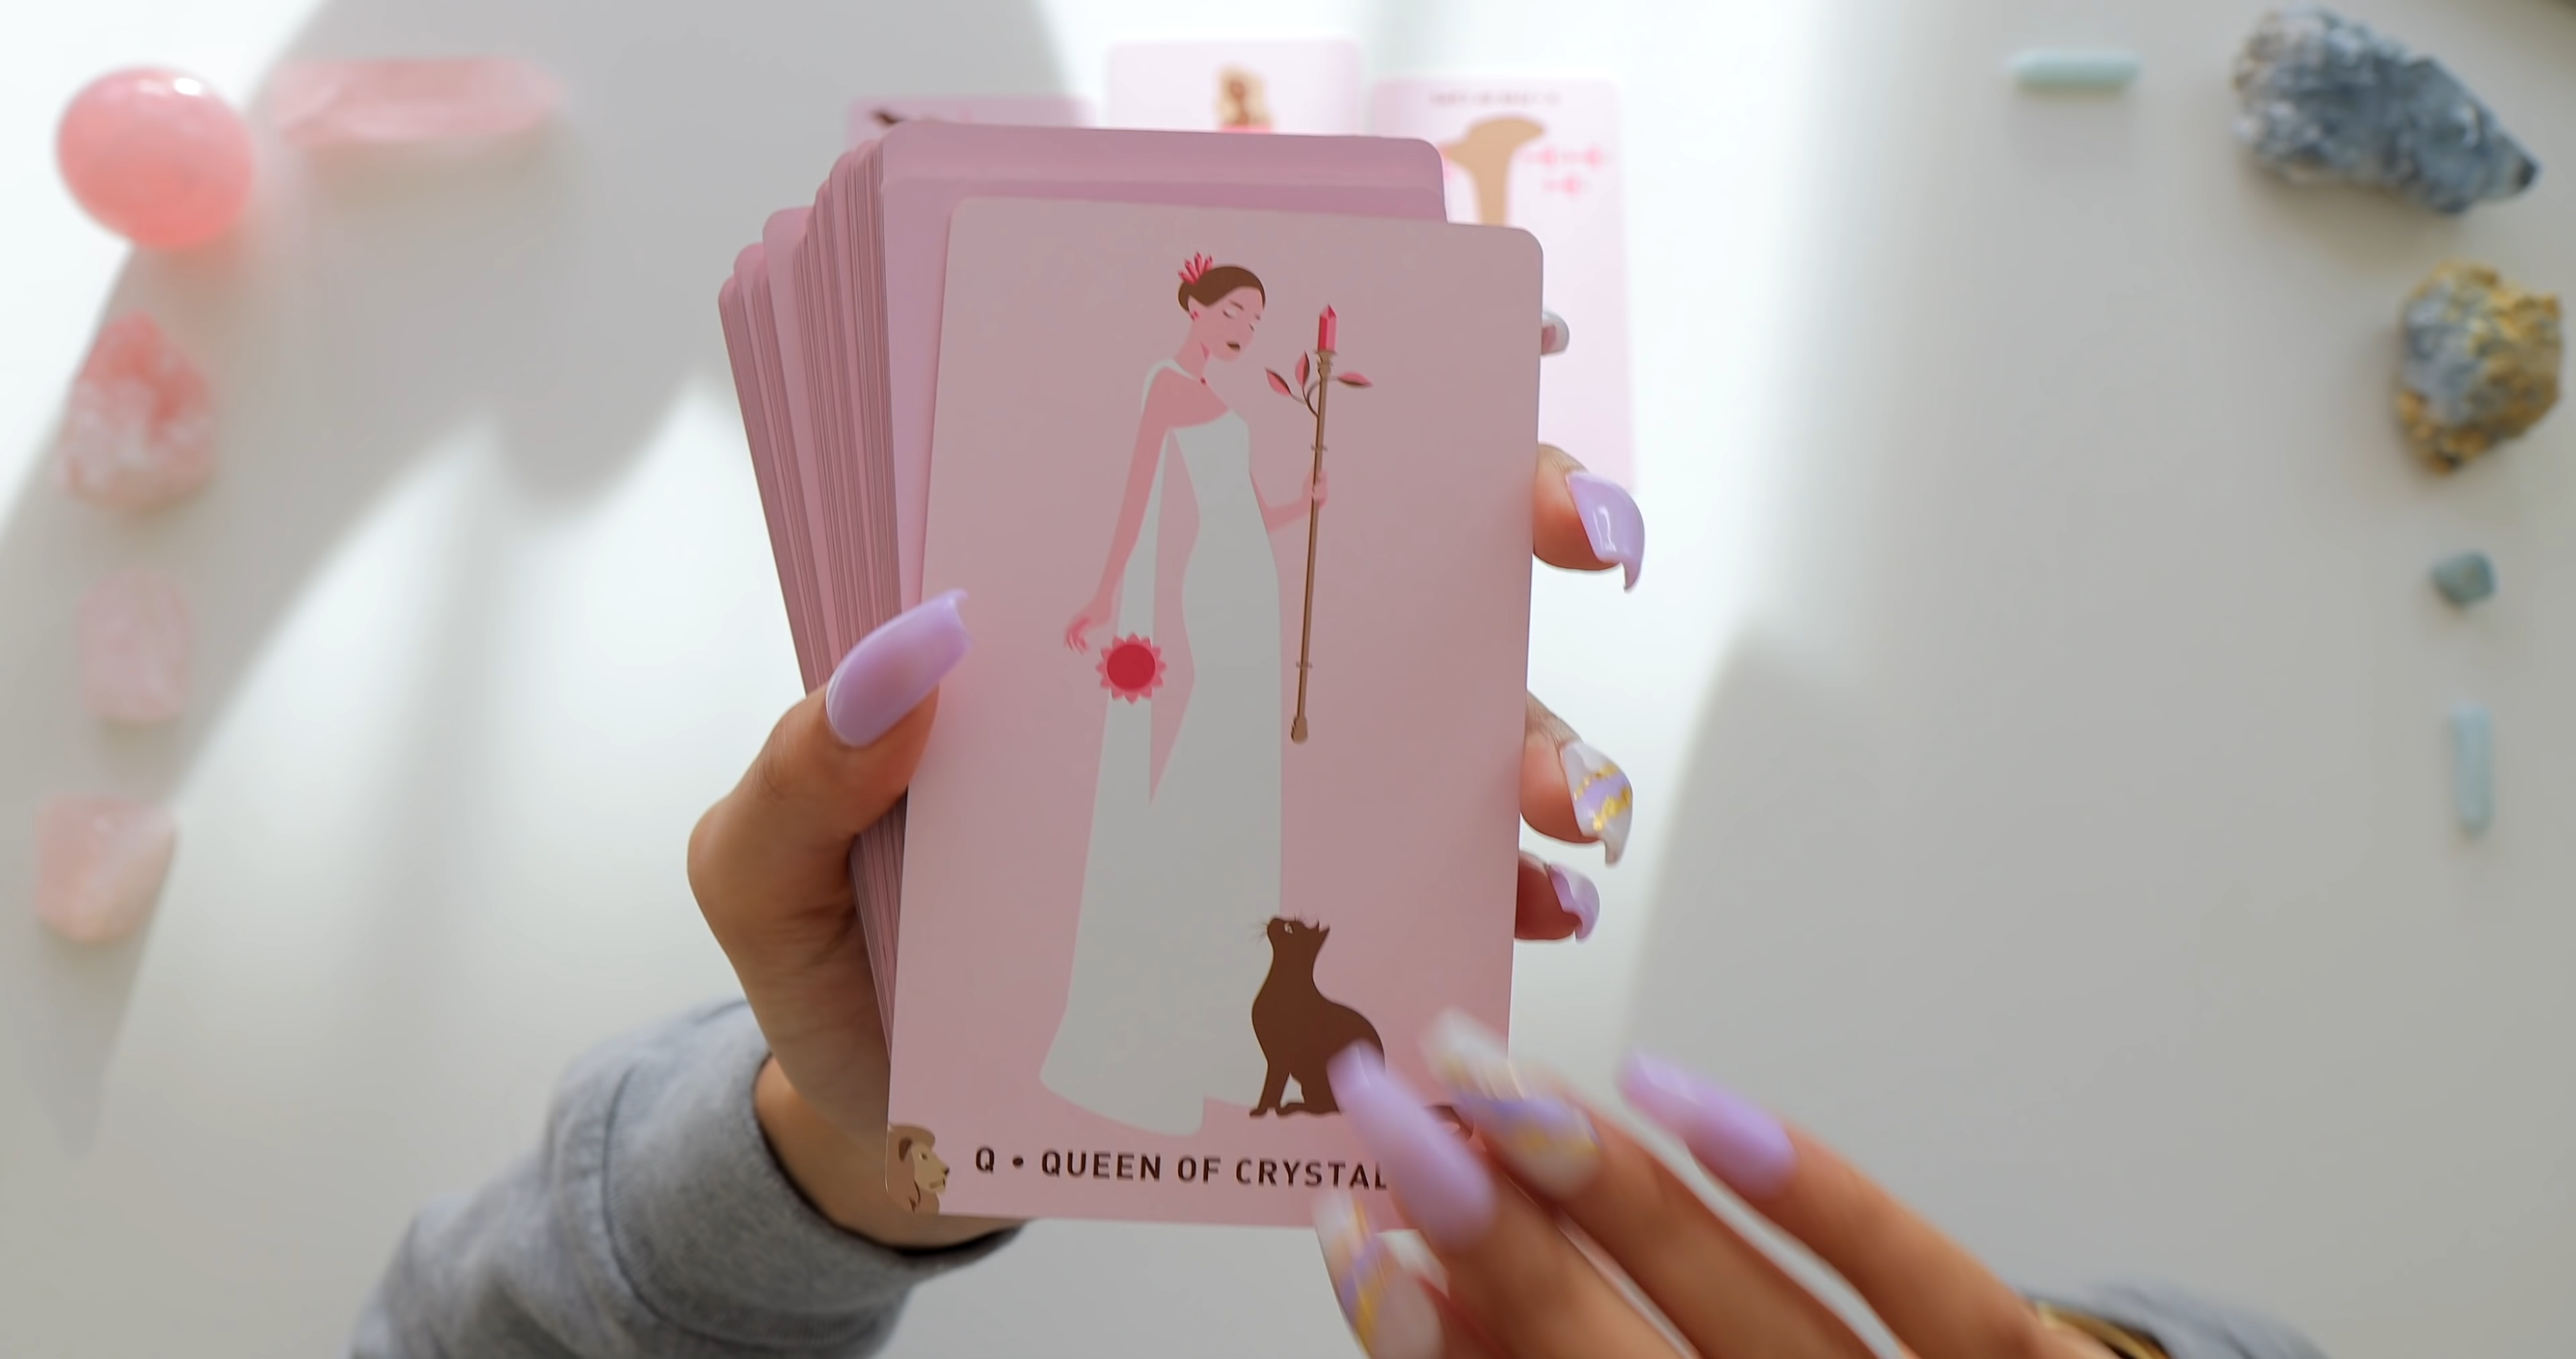 Q • QUEEN OF CRYSTAL